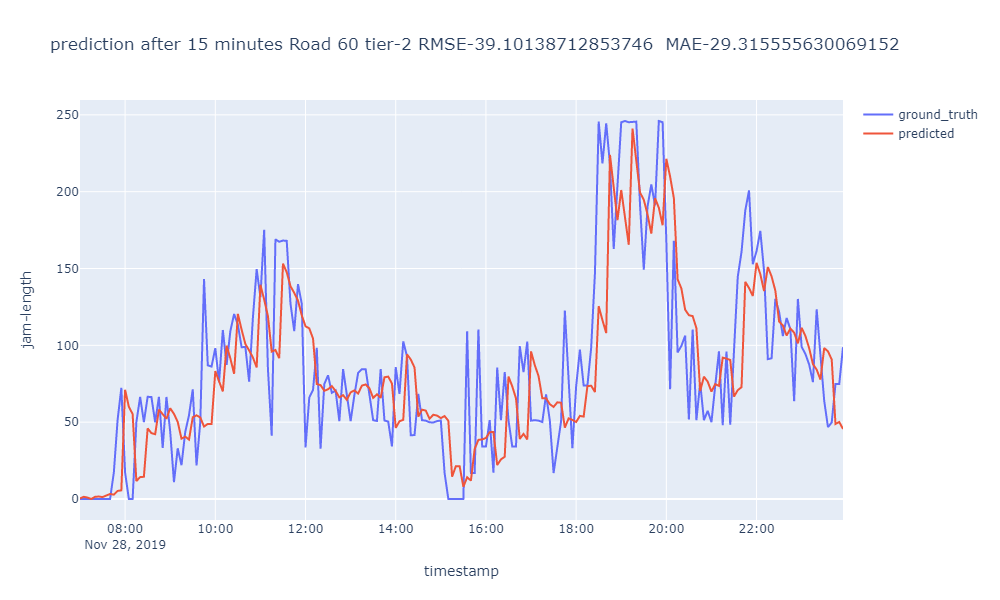 prediction after 15 minutes Road 60 tier-2 RMSE-39.10138712853746  MAE-29.315555630069152
ground_truth
predicted
250
200
150
100
50
0
jam-length
08:00 10:00 12:00 14:00 16:00 18:00 20:00 22:00
Nov 28, 2019
timestamp